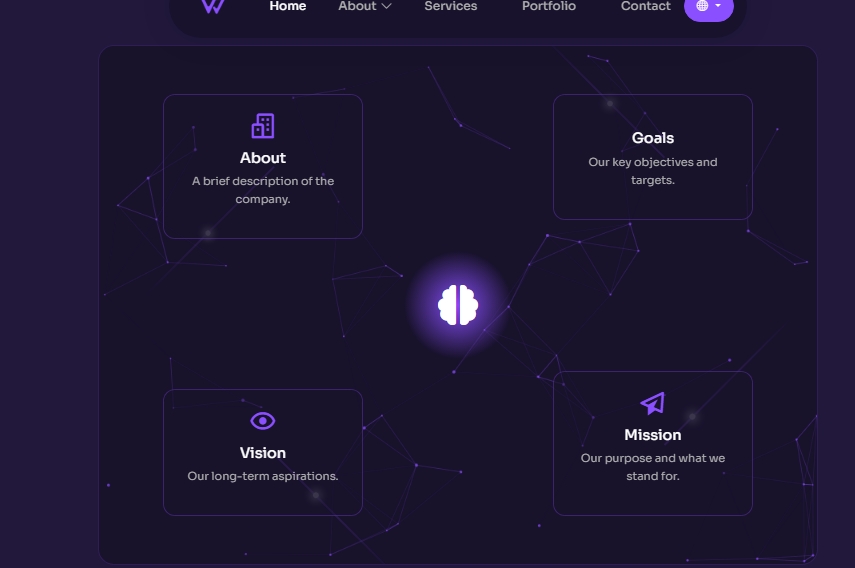 Home About Services Portfolio Contact
About
A brief description of the
company.
Goals
Our key objectives and
targets.
Vision
Our long-term aspirations.
Mission
Our purpose and what we
stand for.